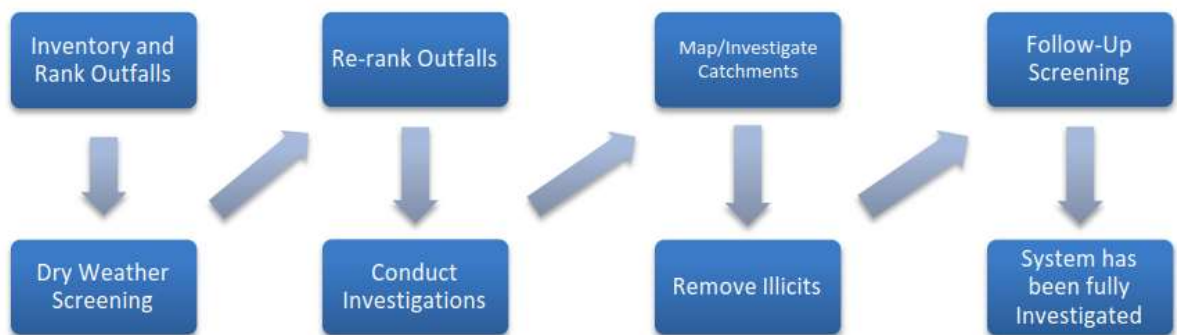 Inventory and
Rank Outfalls
Dry Weather
Screening
Re-rank Outfalls
Conduct
Investigations
Map/Investigate
Catchments
Remove Illicits
Follow-Up
Screening
System has
been fully
Investigated